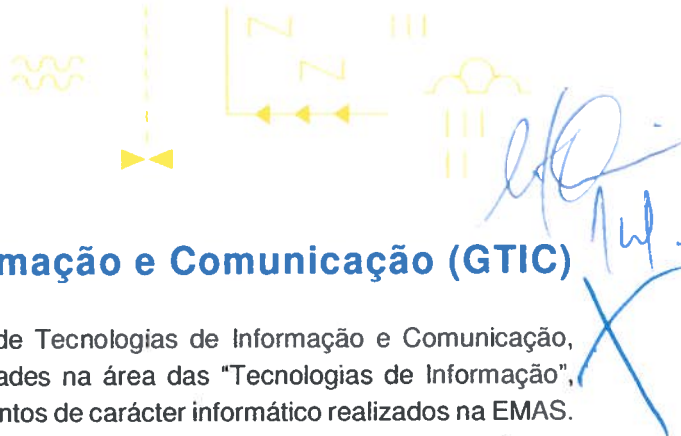 mação e Comunicação (GTIC)
de Tecnologias de Informação e Comunicação,
ades na área das "Tecnologias de Informação",
ntos de carácter informático realizados na EMAS.